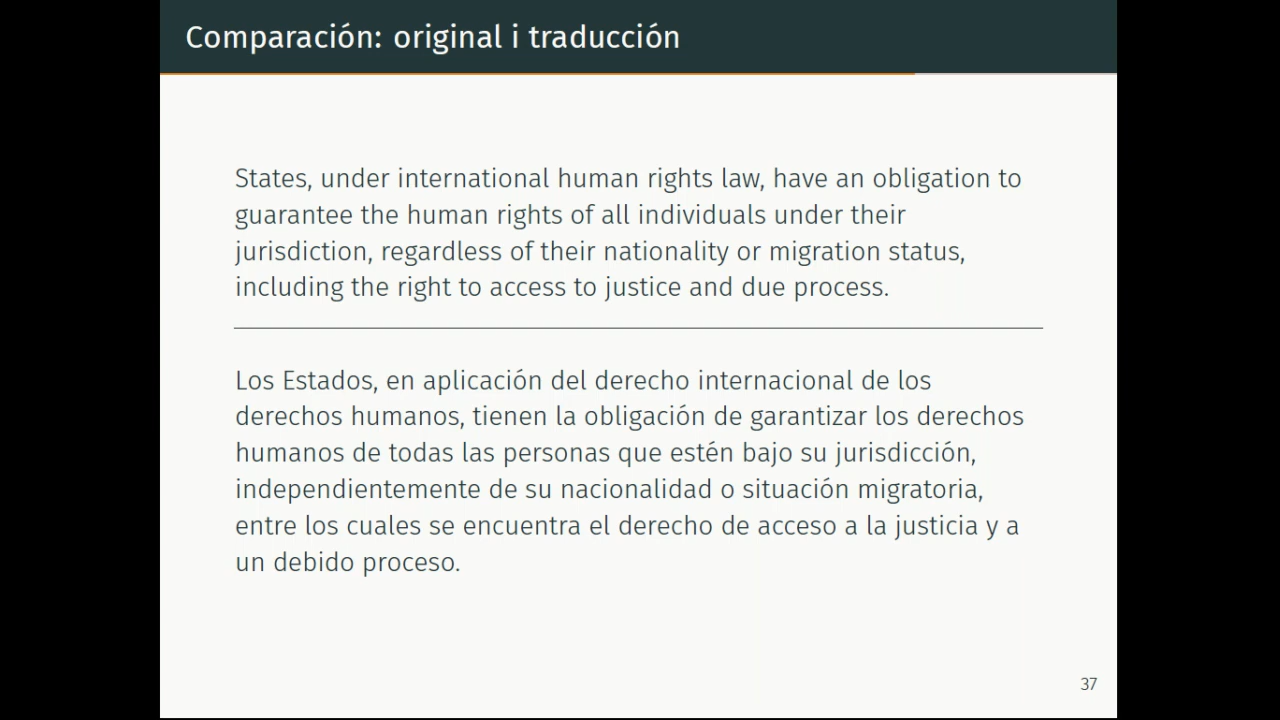 Comparación: original i traducción
States, under international human rights law, have an obligation to
guarantee the human rights of all individuals under their
jurisdiction, regardless of their nationality or migration status,
including the right to access to justice and due process.
Los Estados, en aplicación del derecho internacional de los
derechos humanos, tienen la obligación de garantizar los derechos
humanos de todas las personas que estén bajo su jurisdicción,
independientemente de su nacionalidad o situación migratoria,
entre los cuales se encuentra el derecho de acceso a la justicia y a
un debido proceso.
37